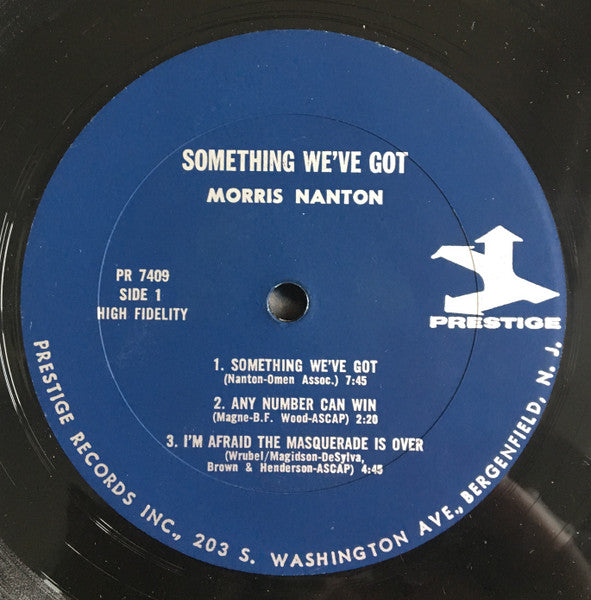 SOMETHING WE'VE GOT
MORRIS NANTON
PR 7409
SIDE 1
HIGH FIDELITY
PRESTIGE
1. SOMETHING WE'VE GOT
(Nanton-Omen Assoc.) 7:45
2. ANY NUMBER CAN WIN
(Magne-B.F. Wood-ASCAP) 2:20
3. I'M AFRAID THE MASQUERADE IS OVER
(Wrubel/Magidson-DeSylva,
Brown & Henderson-ASCAP) 4:45
PRESTIGE RECORDS INC., 203 S. WASHINGTON AVE., BERGENFIELD, N. J.